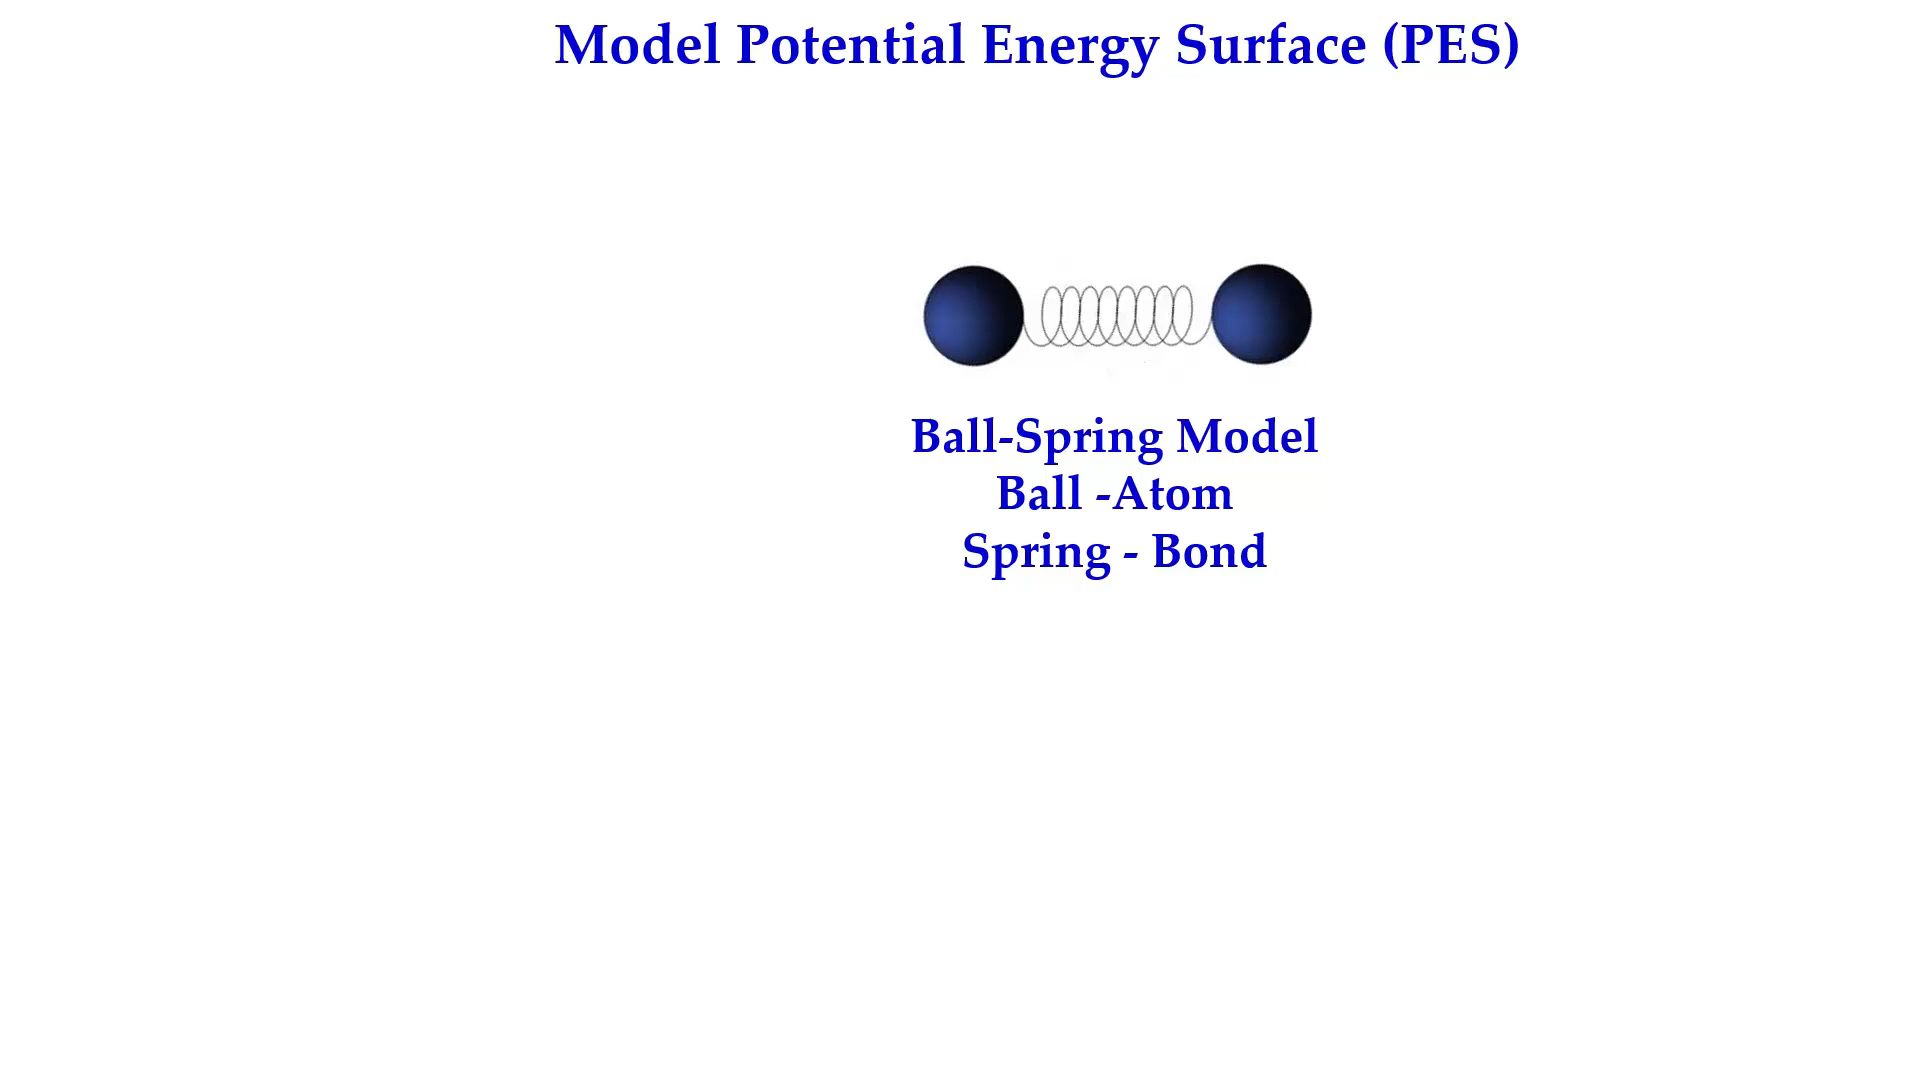 Model Potential Energy Surface (PES)
Ball-Spring Model
Ball -Atom
Spring - Bond